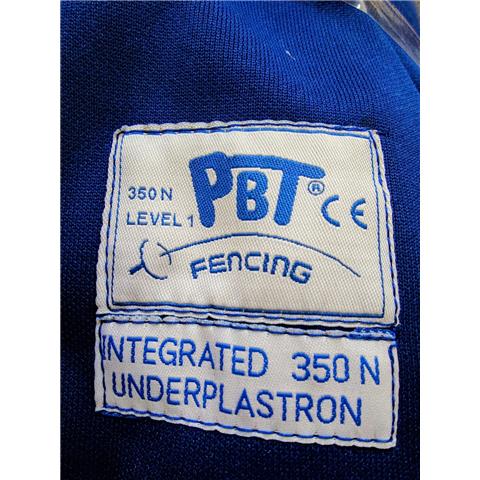 350 N
LEVEL 1
PBT® CE
FENCING
INTEGRATED 350 N
UNDERPLASTRON